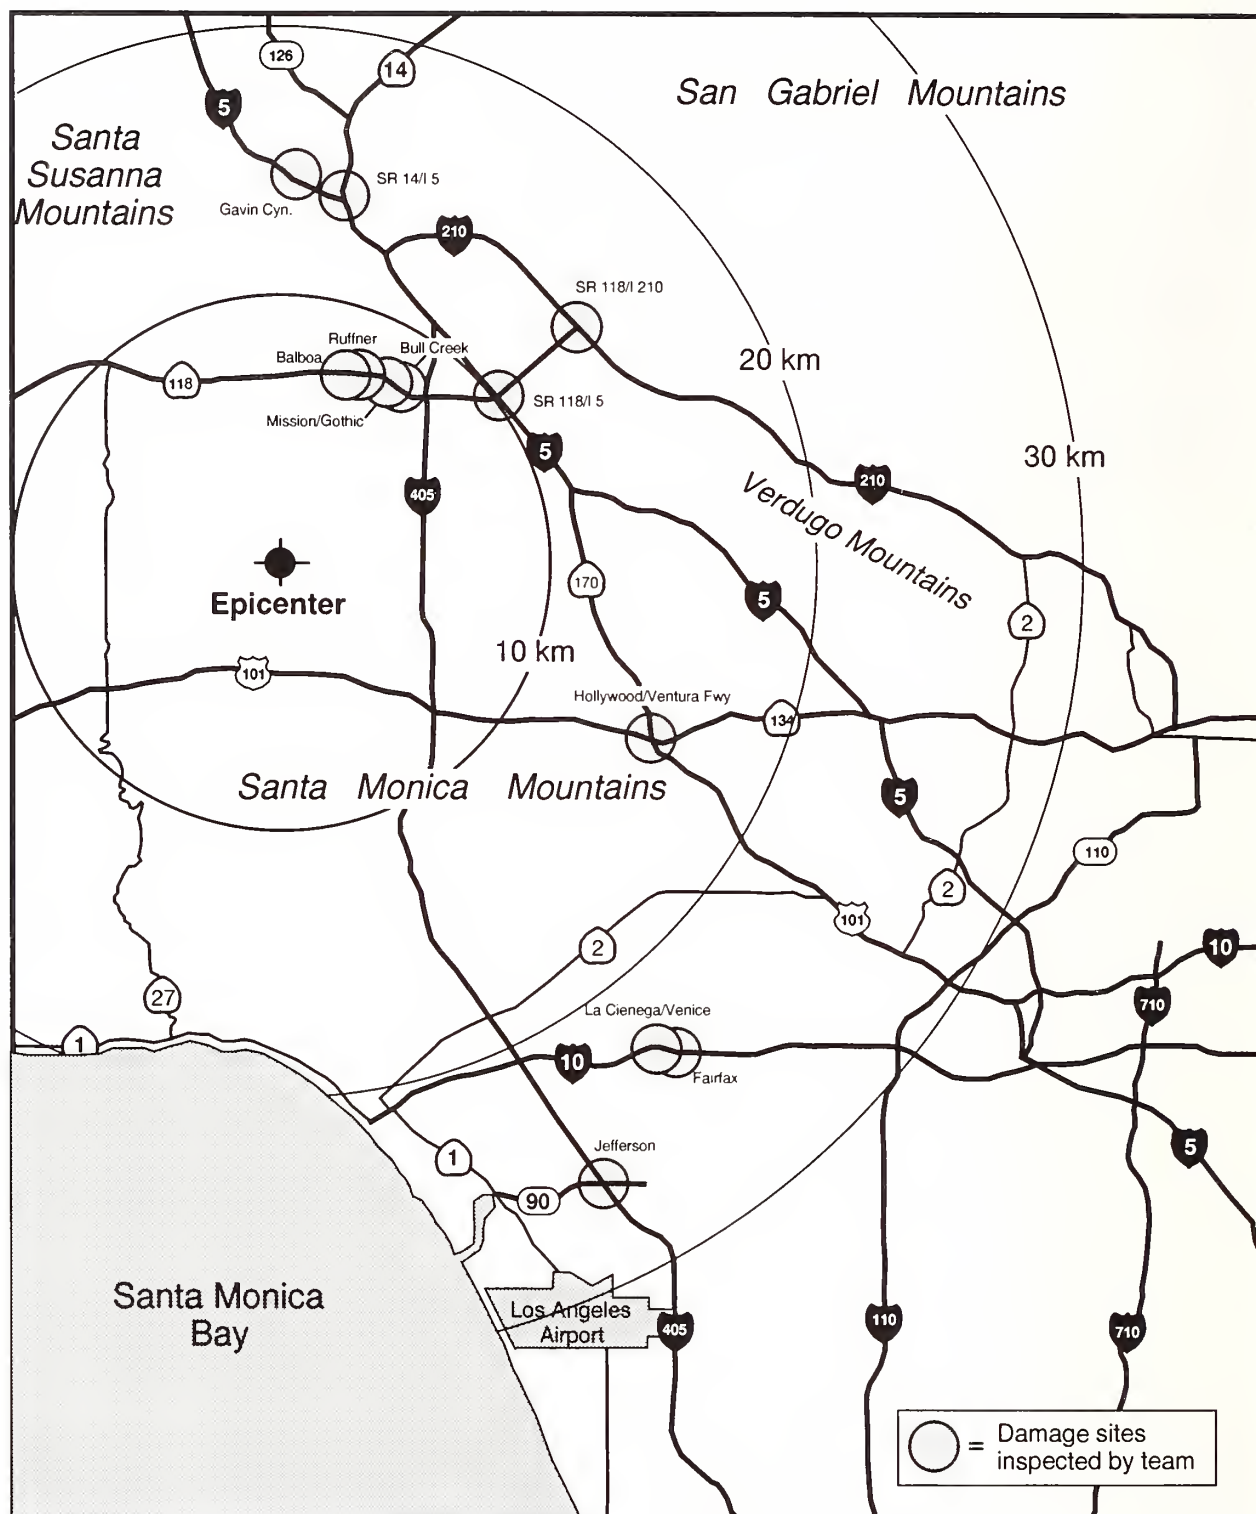 126
14
San Gabriel Mountains
5
Santa
Susanna
Mountains
SR 14/I 5
Gavin Cyn.
210
SR 118/I 210
Ruffner
Bull Creek
Balboa
20 km
118
SR 118/I 5
Mission/Gothic
5
30 km
405
210
Verdugo Mountains
170
5
Epicenter
2
10 km
101
Hollywood/Ventura Fwy
134
Santa Monica Mountains
5
110
2
101
2
10
27
710
La Cienega/Venice
1
10
Fairfax
Jefferson
5
1
90
Santa Monica
Bay
Los Angeles
Airport
405
110
710
= Damage sites
inspected by team